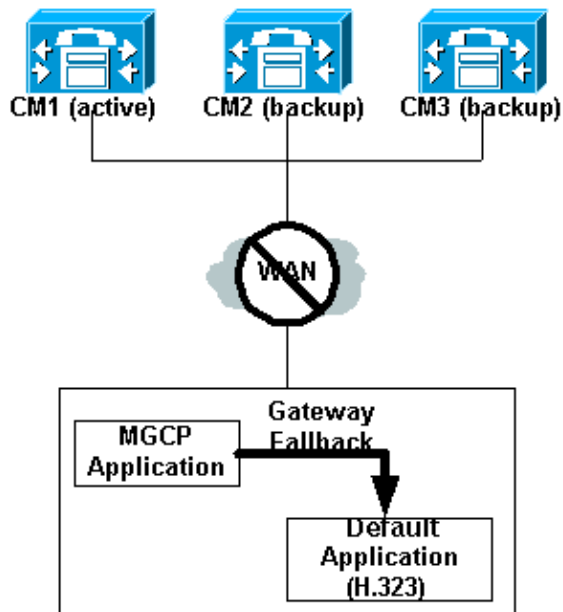 CM1 (active) CM2 (backup) CM3 (backup)
WAN
Gateway
Fallback
MGCP
Application
Default
Application
(H.323)